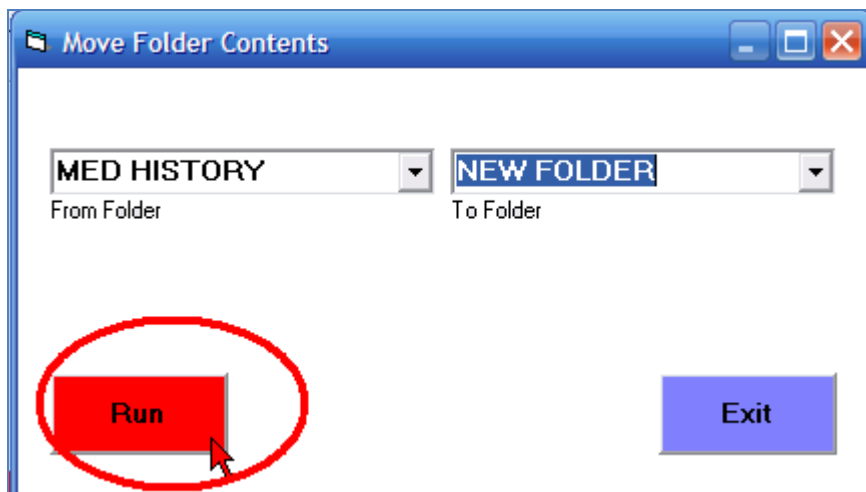 Move Folder Contents
MED HISTORY NEW FOLDER
From Folder To Folder
Run Exit